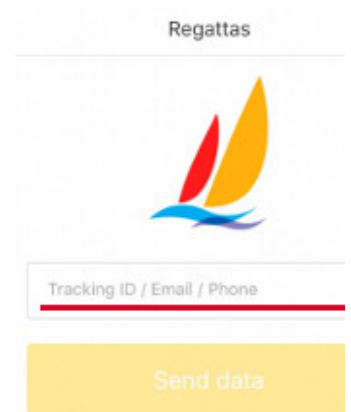 Regattas
Tracking ID / Email / Phone
Send data